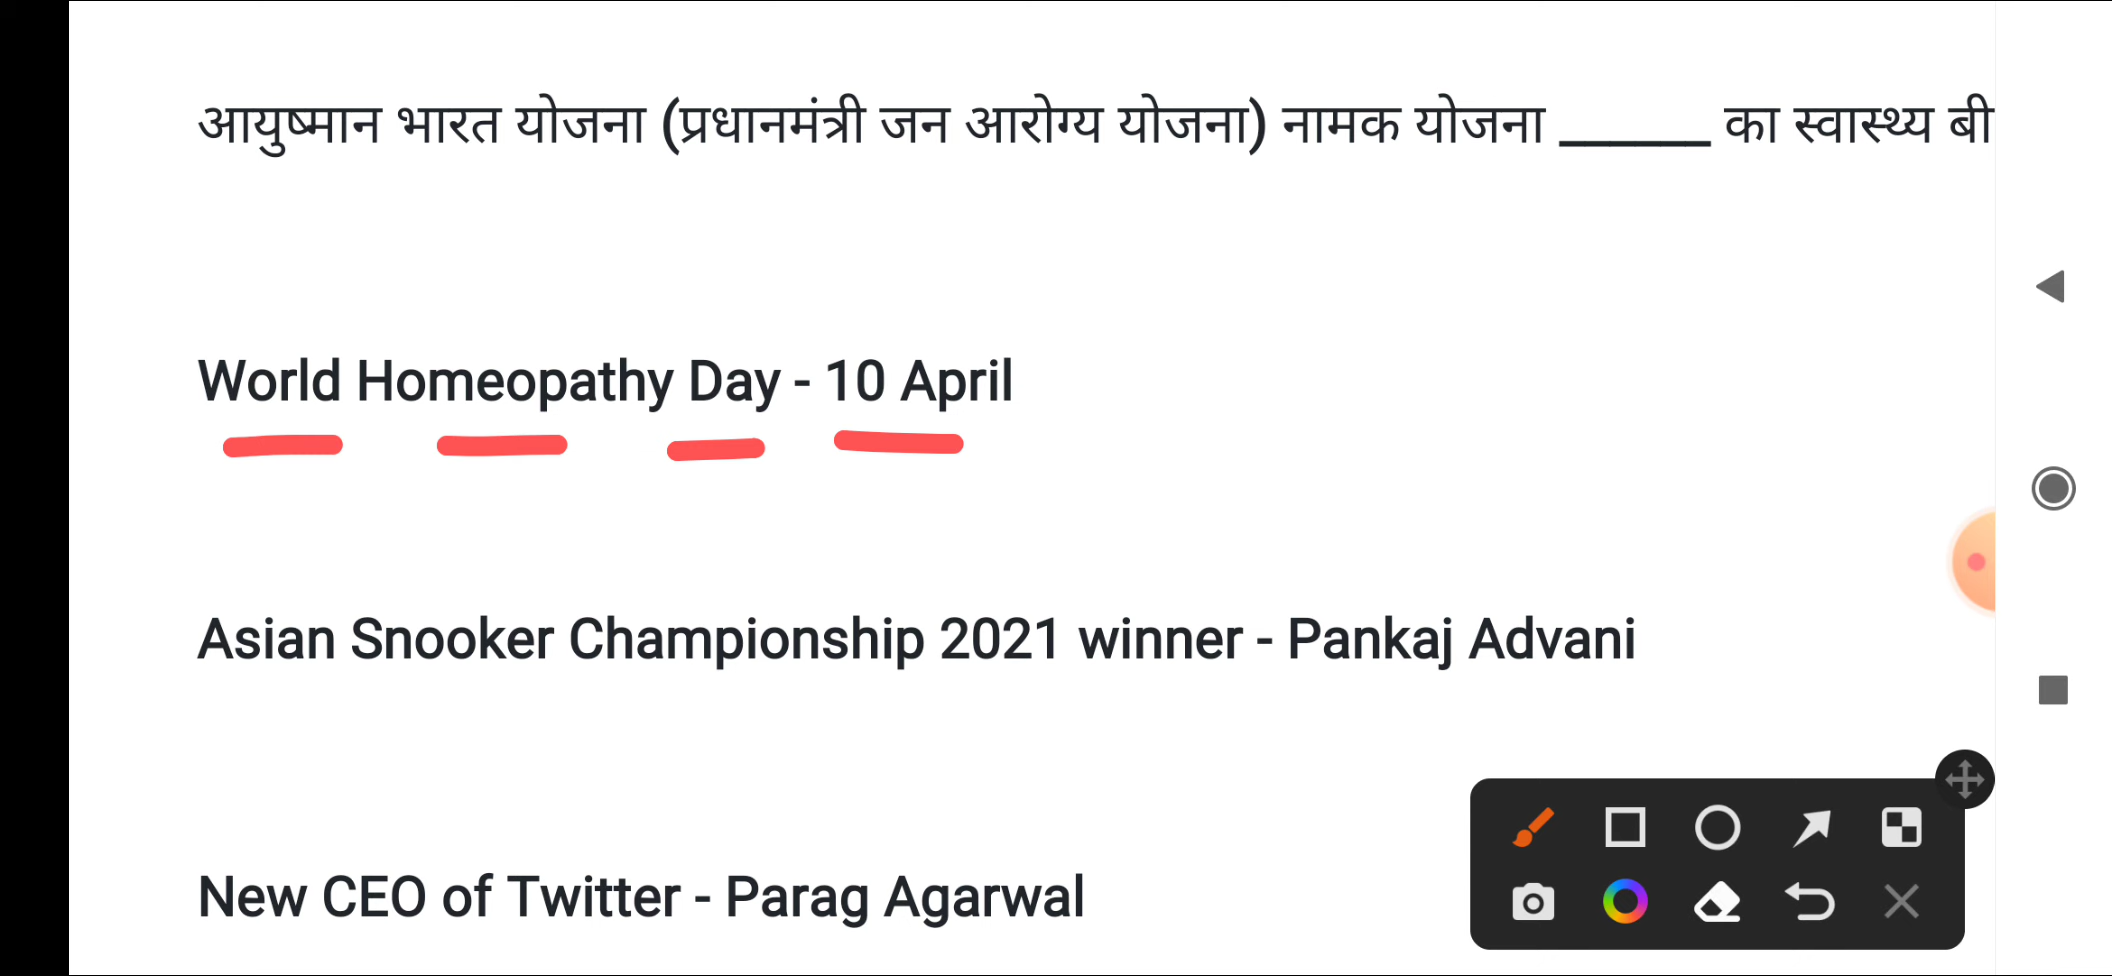 आयुष्मान भारत योजना (प्रधानमंत्री जन आरोग्य योजना) नामक योजना ______ का स्वास्थ्य बी
World Homeopathy Day - 10 April
Asian Snooker Championship 2021 winner - Pankaj Advani
New CEO of Twitter - Parag Agarwal